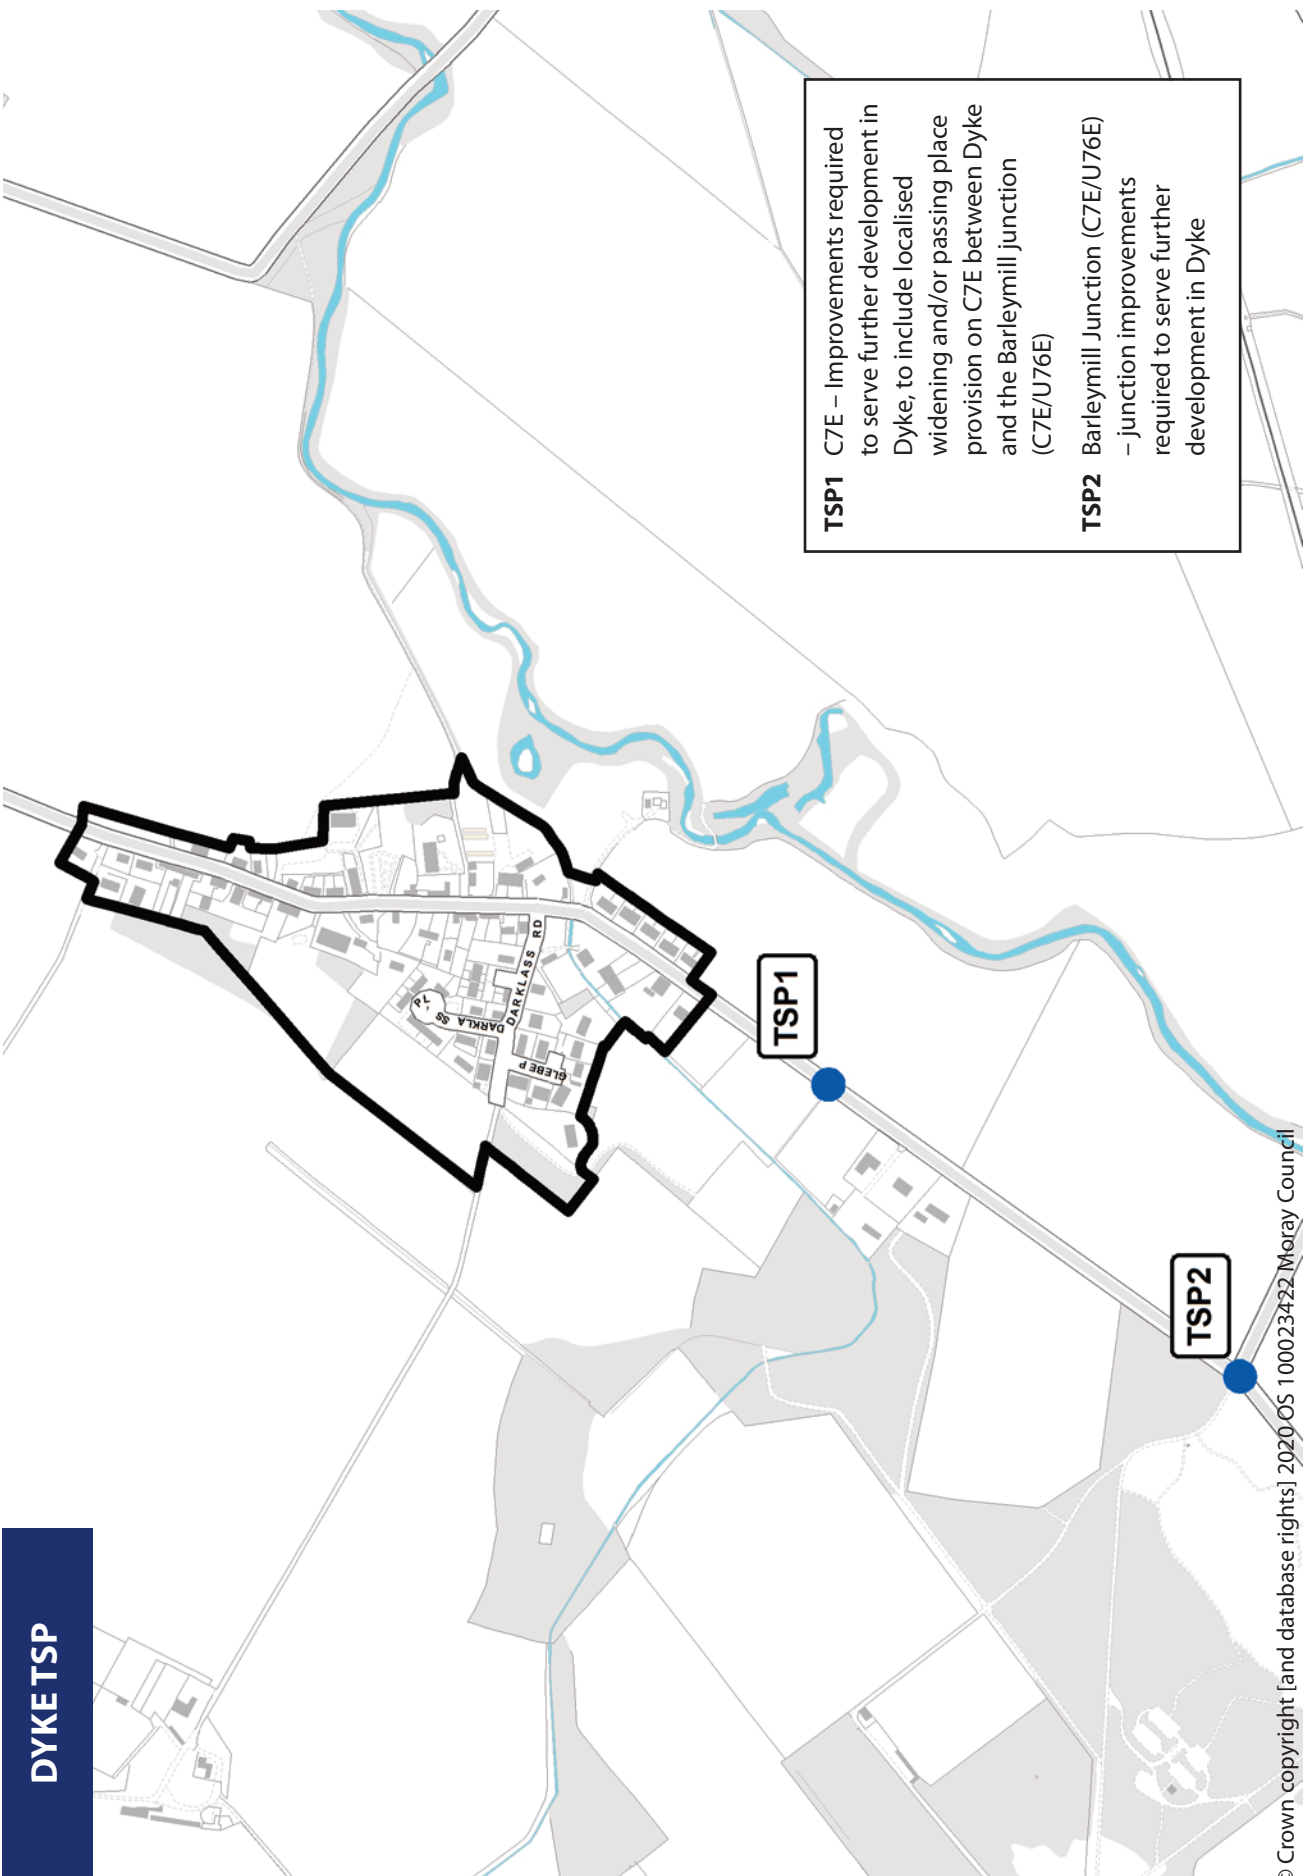 DYKE TSP
TSP1 C7E – Improvements required
to serve further development in
Dyke, to include localised
widening and/or passing place
provision on C7E between Dyke
and the Barleymill junction
(C7E/U76E)
TSP2 Barleymill Junction (C7E/U76E)
– junction improvements
required to serve further
development in Dyke
DARKLASS RD
DARKLA SS PL
GLEBE P
TSP1
TSP2
© Crown copyright [and database rights] 2020 OS 100023422 Moray Council